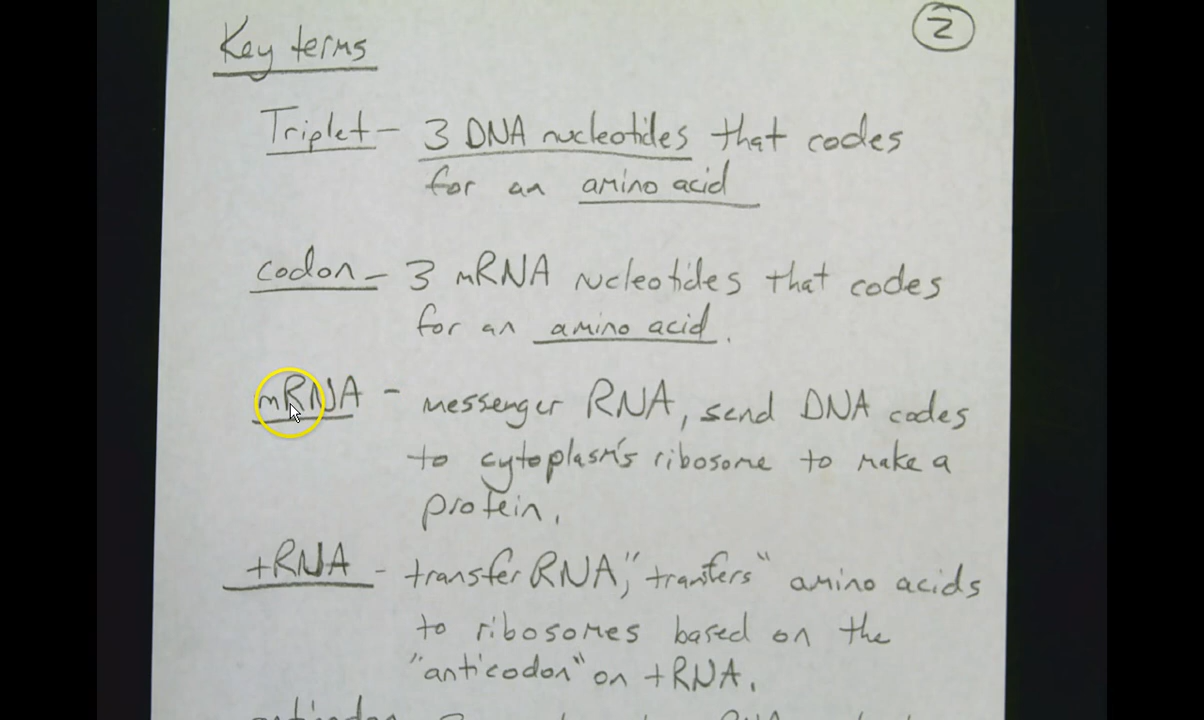 2
Key terms
Triplet - 3 DNA nucleotides that codes
for an amino acid
codon - 3 mRNA nucleotides that codes
for an amino acid.
mRNA - messenger RNA, send DNA codes
to cytoplasm's ribosome to make a
protein.
tRNA - transfer RNA, "tranfers" amino acids
to ribosomes based on the
"anticodon" on tRNA.